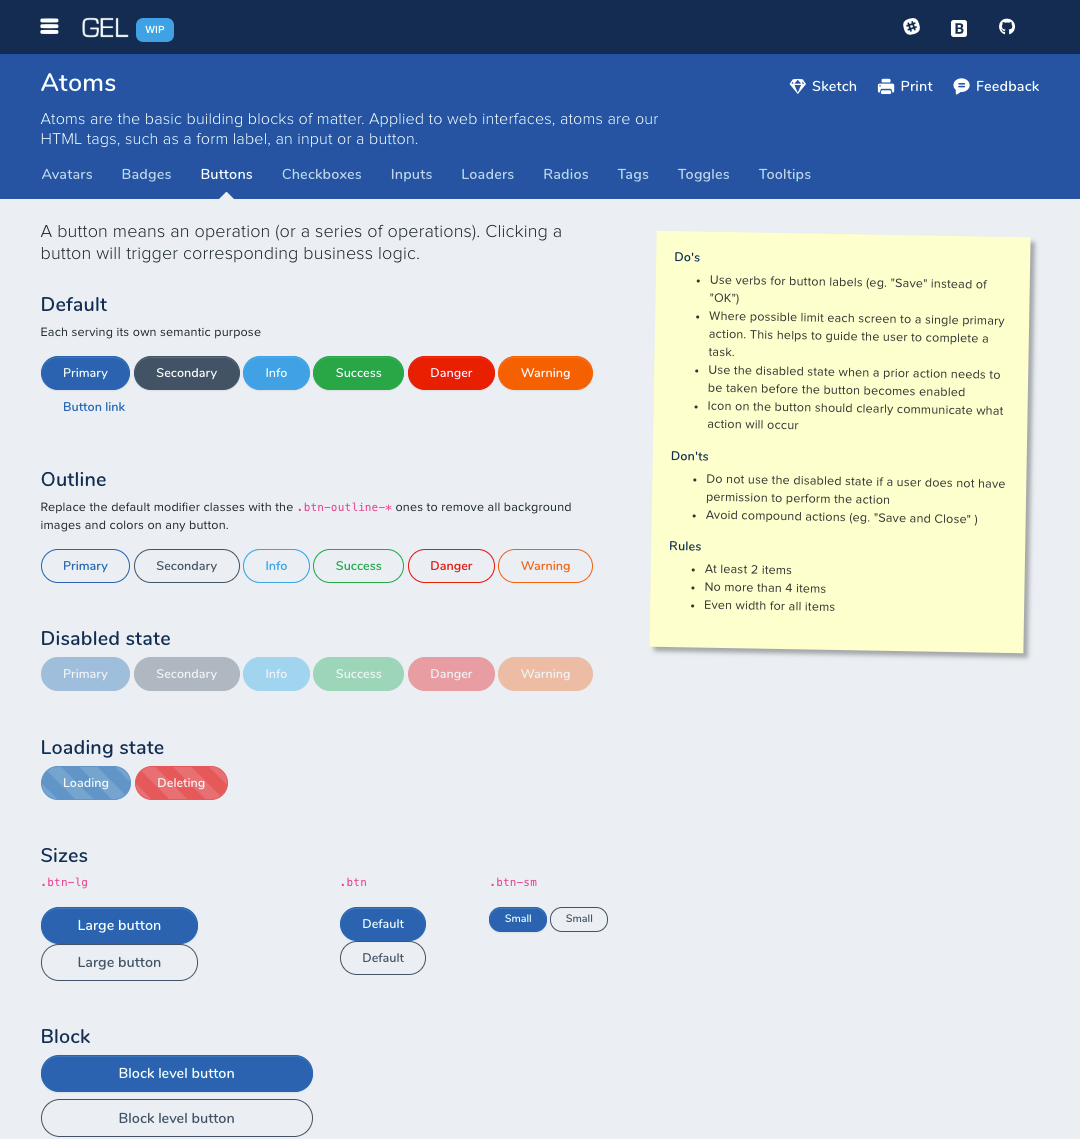 GEL WIP
Atoms
Sketch Print Feedback
Atoms are the basic building blocks of matter. Applied to web interfaces, atoms are our
HTML tags, such as a form label, an input or a button.
Avatars Badges Buttons Checkboxes Inputs Loaders Radios Tags Toggles Tooltips
A button means an operation (or a series of operations). Clicking a
button will trigger corresponding business logic.
Default
Each serving its own semantic purpose
Primary Secondary Info Success Danger Warning
Button link
Outline
Replace the default modifier classes with the .btn-outline-* ones to remove all background
images and colors on any button.
Primary Secondary Info Success Danger Warning
Disabled state
Primary Secondary Info Success Danger Warning
Loading state
Loading Deleting
Sizes
.btn-lg .btn .btn-sm
Large button Default Small Small
Large button Default
Block
Block level button
Block level button
Do's
• Use verbs for button labels (eg. "Save" instead of
"OK")
• Where possible limit each screen to a single primary
action. This helps to guide the user to complete a
task.
• Use the disabled state when a prior action needs to
be taken before the button becomes enabled
• Icon on the button should clearly communicate what
action will occur
Don'ts
• Do not use the disabled state if a user does not have
permission to perform the action
• Avoid compound actions (eg. "Save and Close" )
Rules
• At least 2 items
• No more than 4 items
• Even width for all items